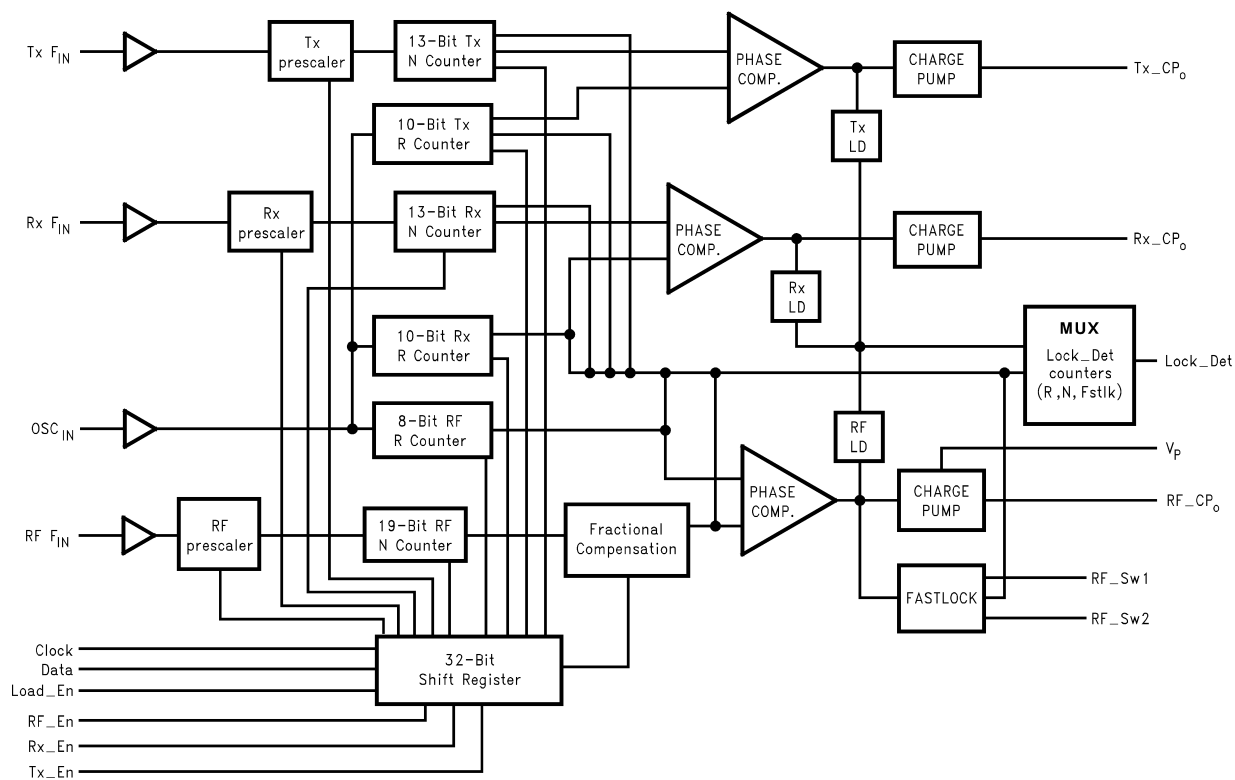 Tx F_IN
Tx
prescaler
13-Bit Tx
N Counter
PHASE
COMP.
CHARGE
PUMP
Tx_CP_o
10-Bit Tx
R Counter
Tx
LD
Rx F_IN
Rx
prescaler
13-Bit Rx
N Counter
PHASE
COMP.
CHARGE
PUMP
Rx_CP_o
Rx
LD
10-Bit Rx
R Counter
MUX
Lock_Det
counters
(R,N,Fstlk)
Lock_Det
OSC_IN
8-Bit RF
R Counter
RF
LD
V_P
RF F_IN
RF
prescaler
19-Bit RF
N Counter
Fractional
Compensation
PHASE
COMP.
CHARGE
PUMP
RF_CP_o
FASTLOCK
RF_Sw1
RF_Sw2
Clock
Data
Load_En
RF_En
Rx_En
Tx_En
32-Bit
Shift Register